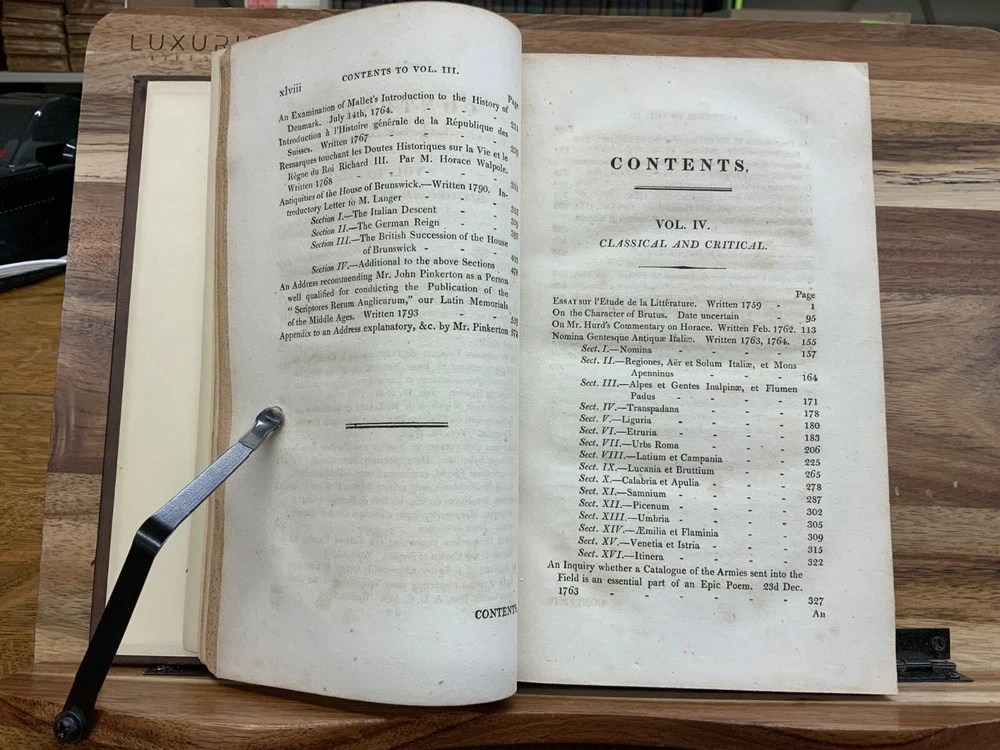 LUXURI
xlviii
CONTENTS TO VOL. III.
Page
An Examination of Mallet's Introduction to the History of
Denmark. July 14th, 1764. - - - 231
Introduction à l'Histoire générale de la République des
Suisses. Written 1767 - - -
Remarques touchant les Doutes Historiques sur la Vie et le
Règne du Roi Richard III. Par M. Horace Walpole.
Written 1768 - - - - 331
Antiquities of the House of Brunswick.—Written 1790. In-
troductory Letter to M. Langer - -
Section I.—The Italian Descent - -
Section II.—The German Reign - -
Section III.—The British Succession of the House
of Brunswick - - -
Section IV.—Additional to the above Sections
An Address recommending Mr. John Pinkerton as a Person
well qualified for conducting the Publication of the
"Scriptores Rerum Anglicarum," our Latin Memorials
of the Middle Ages. Written 1793 - -
Appendix to an Address explanatory, &c. by Mr. Pinkerton
CONTENTS
CONTENTS.
VOL. IV.
CLASSICAL AND CRITICAL.
Page
ESSAI sur l'Etude de la Littérature. Written 1759 - 1
On the Character of Brutus. Date uncertain - 95
On Mr. Hurd's Commentary on Horace. Written Feb. 1762. 113
Nomina Gentesque Antiquæ Italiæ. Written 1763, 1764. 155
Sect. I.—Nomina - - - - 157
Sect. II.—Regiones, Aër et Solum Italiæ, et Mons
Apenninus - - - - 164
Sect. III.—Alpes et Gentes Inalpinæ, et Flumen
Padus - - - - 171
Sect. IV.—Transpadana - - - 178
Sect. V.—Liguria - - - - 180
Sect. VI.—Etruria - - - - 183
Sect. VII.—Urbs Roma - - - 206
Sect. VIII.—Latium et Campania - - 225
Sect. IX.—Lucania et Bruttium - - 265
Sect. X.—Calabria et Apulia - - - 278
Sect. XI.—Samnium - - - - 287
Sect. XII.—Picenum - - - - 302
Sect. XIII.—Umbria - - - - 305
Sect. XIV.—Æmilia et Flaminia - - 309
Sect. XV.—Venetia et Istria - - - 315
Sect. XVI.—Itinera - - - - 322
An Inquiry whether a Catalogue of the Armies sent into the
Field is an essential part of an Epic Poem. 23d Dec.
1763 - - - - - - 327
An